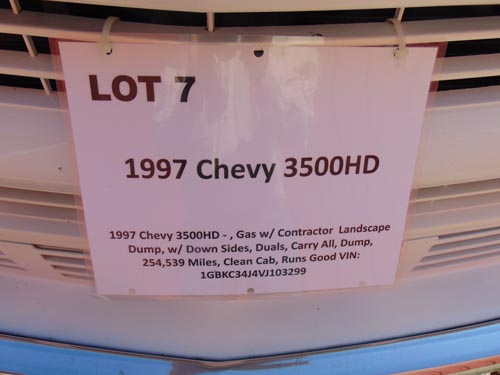 LOT 7
1997 Chevy 3500HD
1997 Chevy 3500HD - , Gas w/ Contractor Landscape
Dump, w/ Down Sides, Duals, Carry All, Dump,
254,539 Miles, Clean Cab, Runs Good VIN:
1GBKC34J4VJ103299